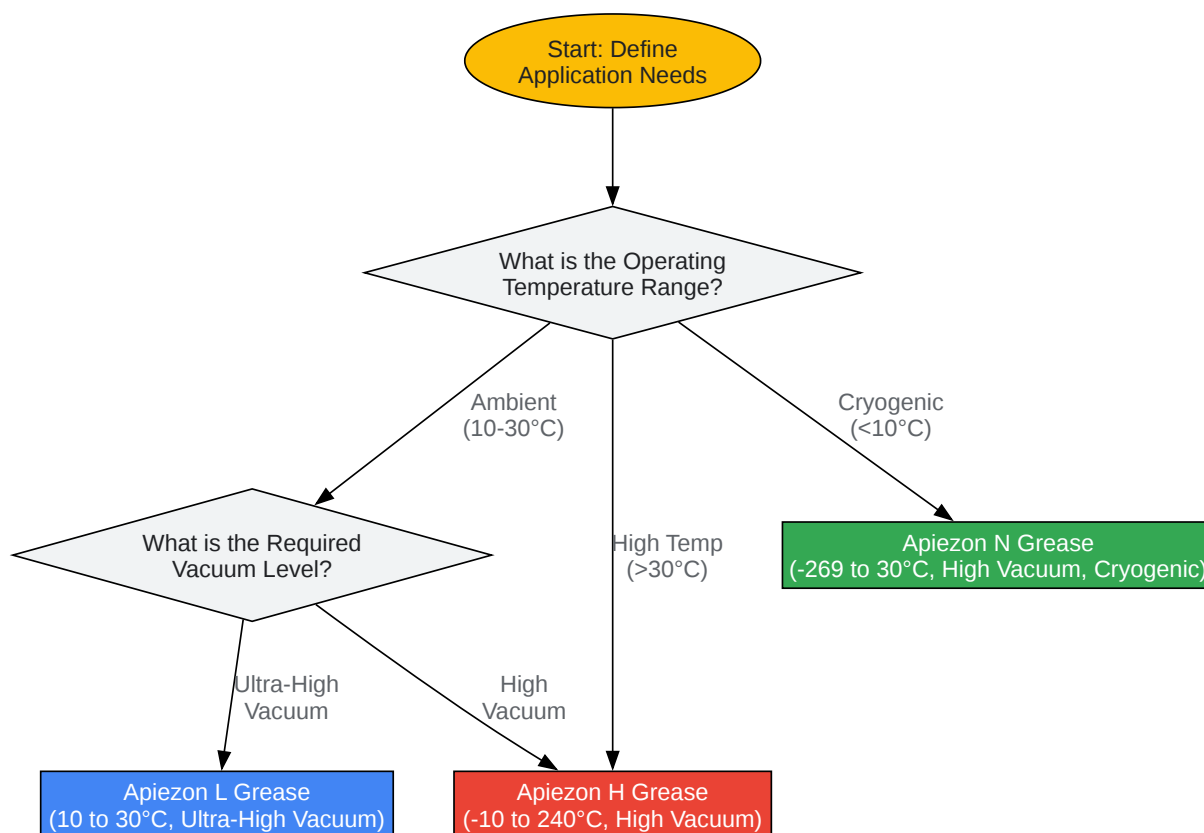 Start: Define
Application Needs
What is the Operating
Temperature Range?
Ambient
(10-30°C)
Cryogenic
(<10°C)
What is the Required
Vacuum Level?
High Temp
(>30°C)
Apiezon N Grease
(-269 to 30°C, High Vacuum, Cryogenic)
Ultra-High
Vacuum
High
Vacuum
Apiezon L Grease
(10 to 30°C, Ultra-High Vacuum)
Apiezon H Grease
(-10 to 240°C, High Vacuum)